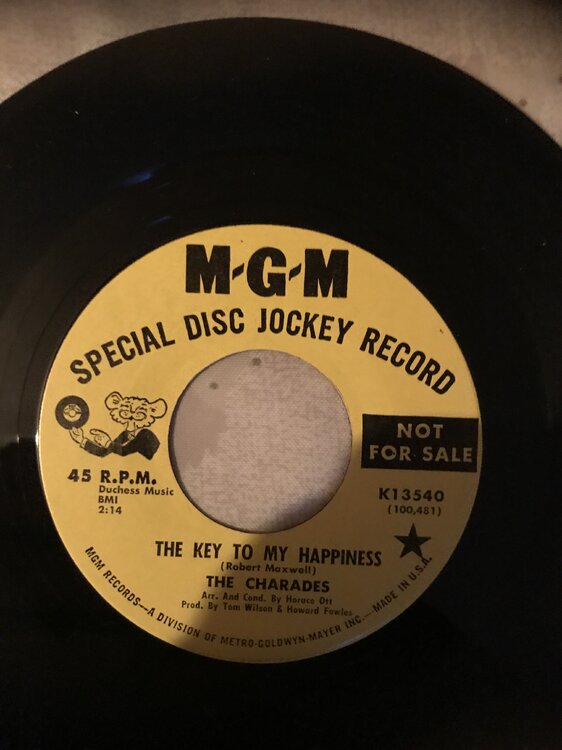 M-G-M
SPECIAL DISC JOCKEY RECORD
NOT
FOR SALE
45 R.P.M.
Duchess Music
BMI
2:14
K13540
(100,481)
THE KEY TO MY HAPPINESS
(Robert Maxwell)
THE CHARADES
Arr. And Cond. By Horace Ott
Prod. By Tom Wilson & Howard Fowles
MGM RECORDS—A DIVISION OF METRO-GOLDWYN-MAYER INC.—MADE IN U.S.A.